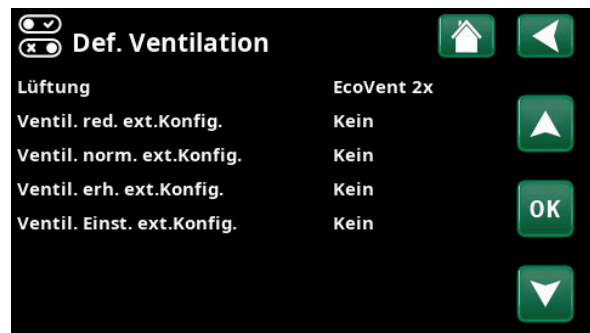 Def. Ventilation
Lüftung EcoVent 2x
Ventil. red. ext.Konfig. Kein
Ventil. norm. ext.Konfig. Kein
Ventil. erh. ext.Konfig. Kein
Ventil. Einst. ext.Konfig. Kein
OK